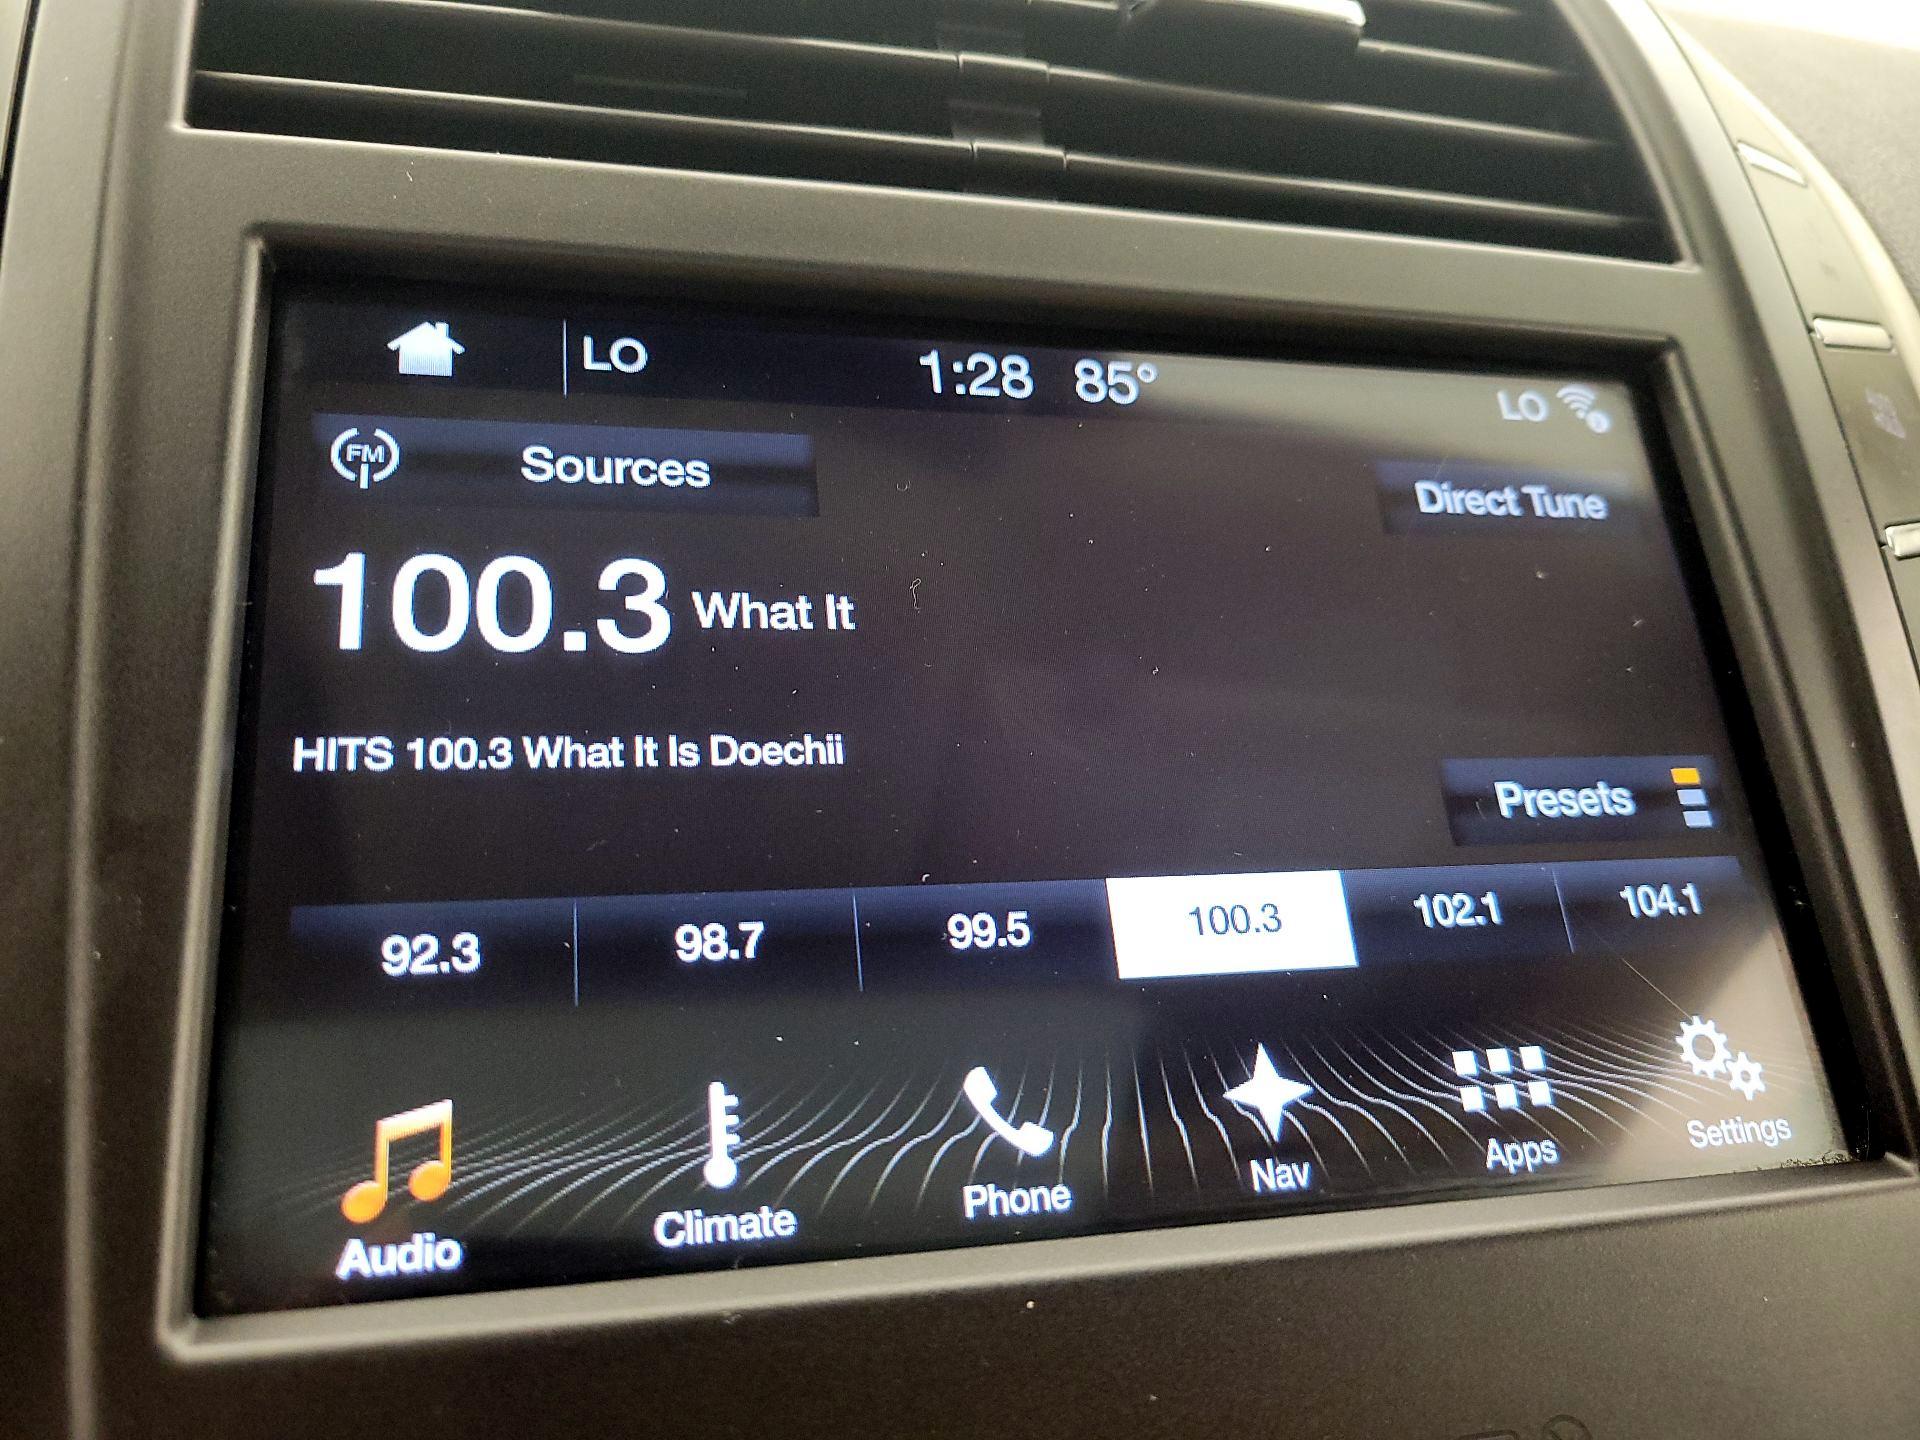 LO 1:28 85° LO
FM Sources
Direct Tune
100.3 What It
HITS 100.3 What It Is Doechii
Presets
92.3 98.7 99.5 100.3 102.1 104.1
Audio Climate Phone Nav Apps Settings